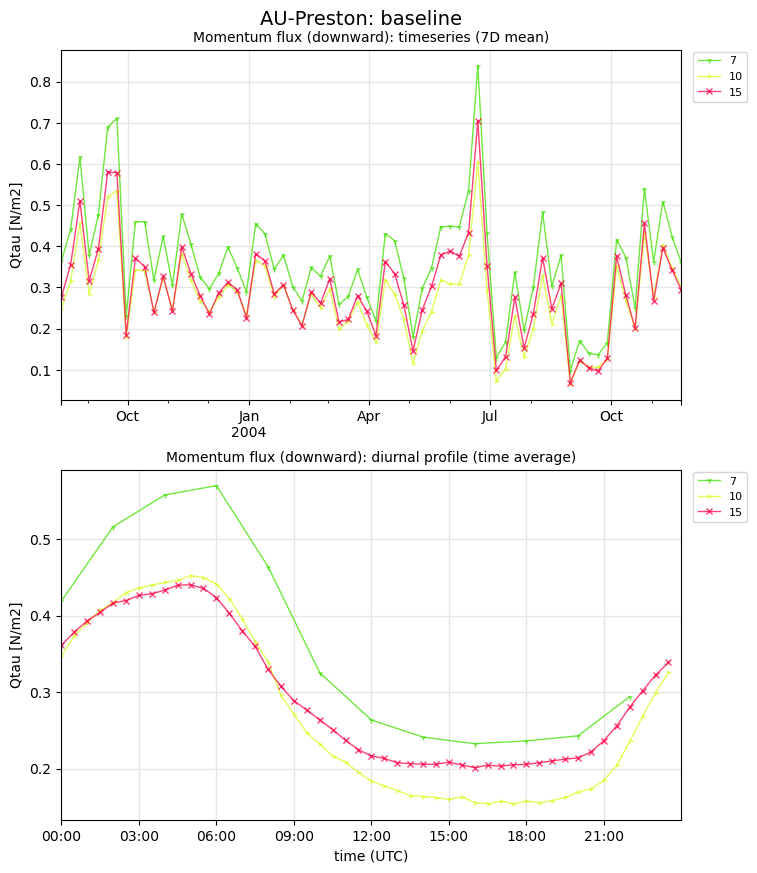 AU-Preston: baseline
Momentum flux (downward): timeseries (7D mean)
7
10
15
Qtau [N/m2]
0.8
0.7
0.6
0.5
0.4
0.3
0.2
0.1
Oct
Jan
2004
Apr
Jul
Oct
Momentum flux (downward): diurnal profile (time average)
7
10
15
Qtau [N/m2]
0.5
0.4
0.3
0.2
00:00
03:00
06:00
09:00
12:00
15:00
18:00
21:00
time (UTC)